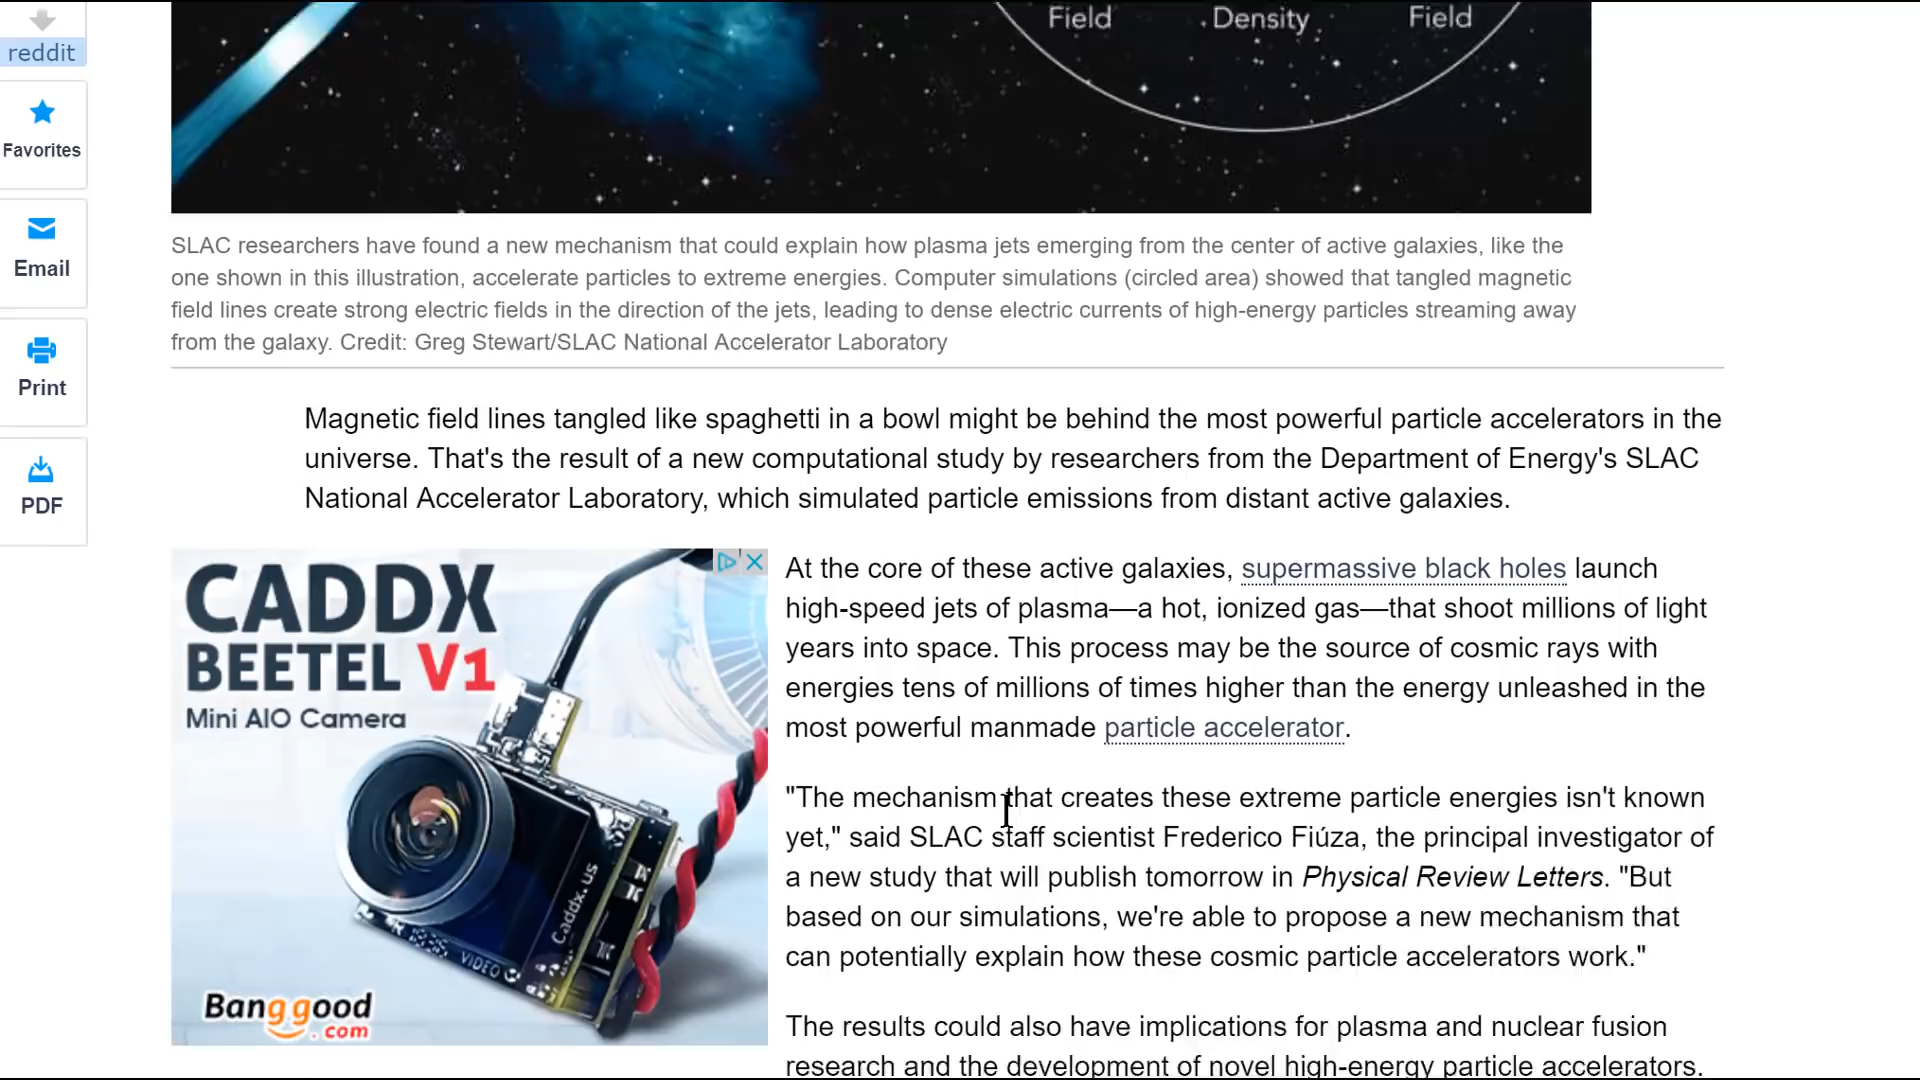 Field Density Field
reddit
Favorites
Email
Print
PDF
SLAC researchers have found a new mechanism that could explain how plasma jets emerging from the center of active galaxies, like the
one shown in this illustration, accelerate particles to extreme energies. Computer simulations (circled area) showed that tangled magnetic
field lines create strong electric fields in the direction of the jets, leading to dense electric currents of high-energy particles streaming away
from the galaxy. Credit: Greg Stewart/SLAC National Accelerator Laboratory
Magnetic field lines tangled like spaghetti in a bowl might be behind the most powerful particle accelerators in the
universe. That's the result of a new computational study by researchers from the Department of Energy's SLAC
National Accelerator Laboratory, which simulated particle emissions from distant active galaxies.
CADDX
BEETEL V1
Mini AIO Camera
Caddx.us
VIDEO
Banggood
.com
At the core of these active galaxies, supermassive black holes launch
high-speed jets of plasma—a hot, ionized gas—that shoot millions of light
years into space. This process may be the source of cosmic rays with
energies tens of millions of times higher than the energy unleashed in the
most powerful manmade particle accelerator.
"The mechanism that creates these extreme particle energies isn't known
yet," said SLAC staff scientist Frederico Fiúza, the principal investigator of
a new study that will publish tomorrow in Physical Review Letters. "But
based on our simulations, we're able to propose a new mechanism that
can potentially explain how these cosmic particle accelerators work."
The results could also have implications for plasma and nuclear fusion
research and the development of novel high-energy particle accelerators.